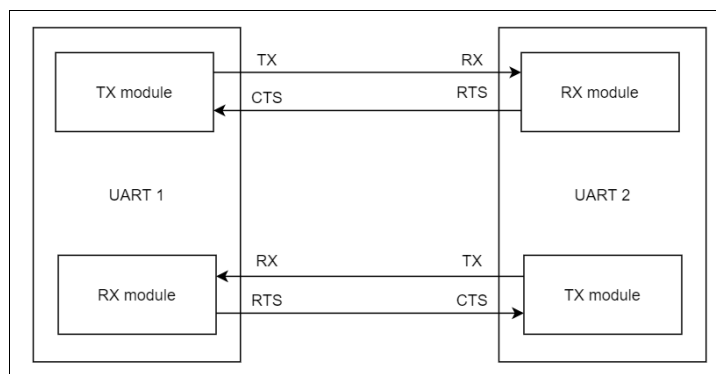 TX RX
TX module RX module
CTS RTS
UART 1 UART 2
RX TX
RX module TX module
RTS CTS